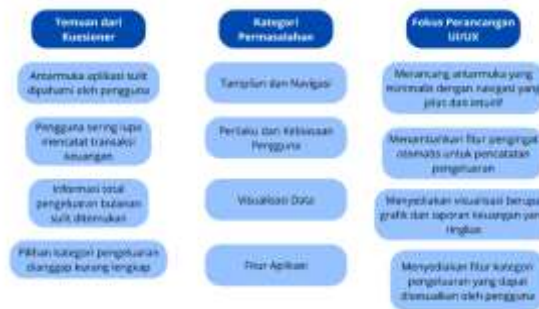 Temuan dari
Kuesioner
Antarmuka aplikasi sulit
dipahami oleh pengguna
Pengguna sering lupa
mencatat transaksi
keuangan
Informasi total
pengeluaran bulanan
sulit ditemukan
Pilihan kategori pengeluaran
dianggap kurang lengkap
Kategori
Permasalahan
Tampilan dan Navigasi
Perilaku dan Kebiasaan
Pengguna
Visualisasi Data
Fitur Aplikasi
Fokus Perancangan
UI/UX
Merancang antarmuka yang
minimalis dengan navigasi yang
jelas dan intuitif
Menambahkan fitur pengingat
otomatis untuk pencatatan
pengeluaran
Menyediakan visualisasi berupa
grafik dan laporan keuangan yang
ringkas
Menyediakan fitur kategori
pengeluaran yang dapat
disesuaikan oleh pengguna